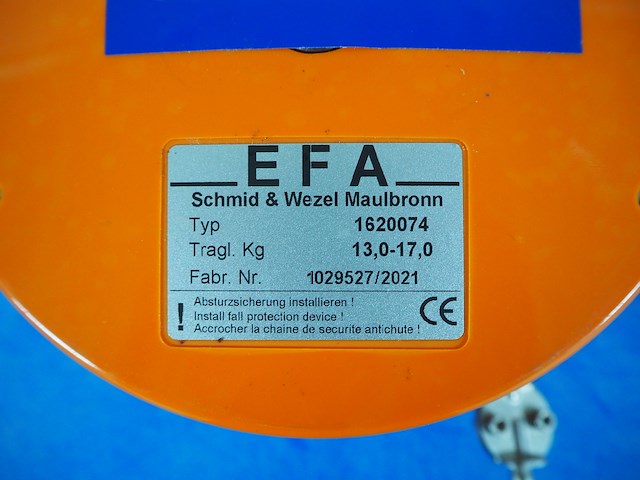 EFA
Schmid & Wezel Maulbronn
Typ 1620074
Tragl. Kg 13,0-17,0
Fabr. Nr. 1029527/2021
! Absturzsicherung installieren !
Install fall protection device !
Accrocher la chaine de securite antichute !
CE